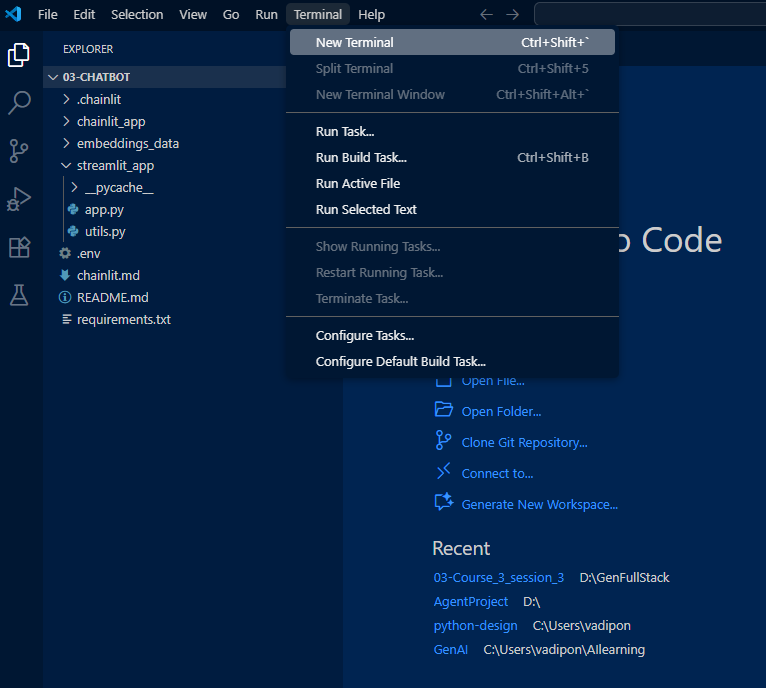 File Edit Selection View Go Run Terminal Help
EXPLORER
03-CHATBOT
.chainlit
chainlit_app
embeddings_data
streamlit_app
__pycache__
app.py
utils.py
.env
chainlit.md
README.md
requirements.txt
New Terminal Ctrl+Shift+`
Split Terminal Ctrl+Shift+5
New Terminal Window Ctrl+Shift+Alt+`
Run Task...
Run Build Task... Ctrl+Shift+B
Run Active File
Run Selected Text
Show Running Tasks...
Restart Running Task...
Terminate Task...
Configure Tasks...
Configure Default Build Task...
o Code
Open File...
Open Folder...
Clone Git Repository...
Connect to...
Generate New Workspace...
Recent
03-Course_3_session_3 D:\GenFullStack
AgentProject D:\
python-design C:\Users\vadipon
GenAI C:\Users\vadipon\AIlearning